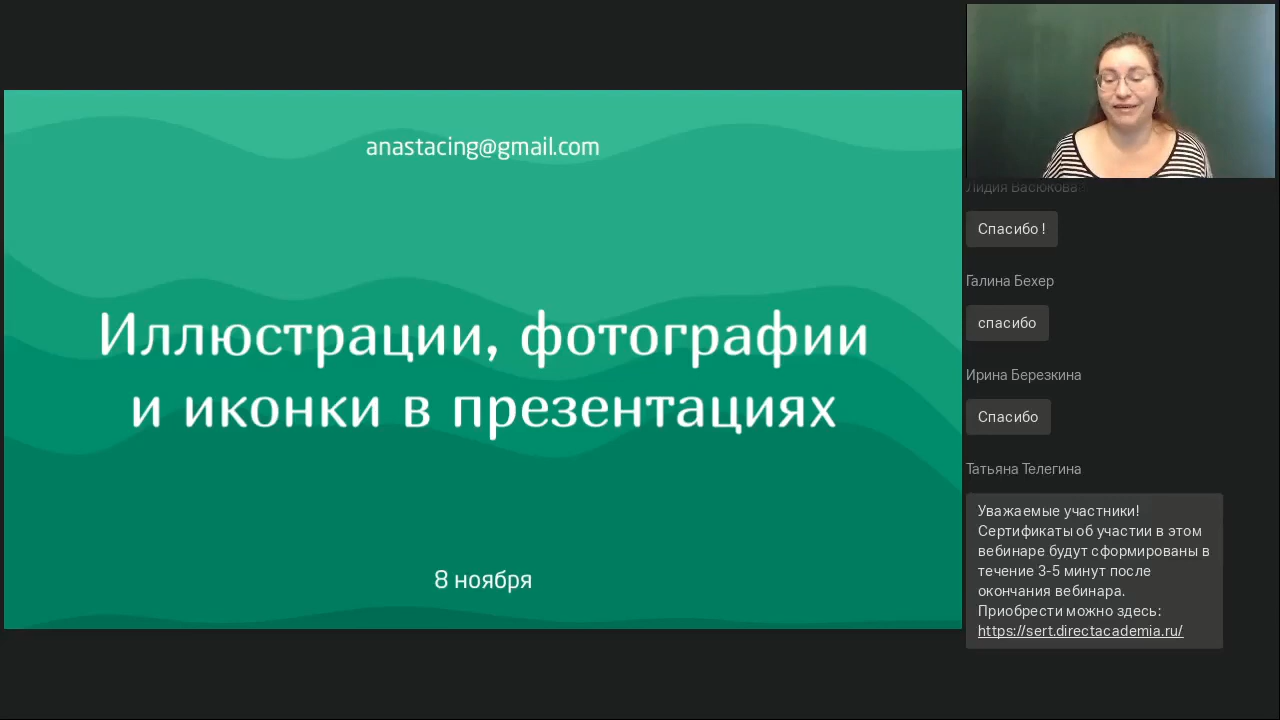 anastacing@gmail.com
Иллюстрации, фотографии
и иконки в презентациях
8 ноября
Лидия Васюкова
Спасибо !
Галина Бехер
спасибо
Ирина Березкина
Спасибо
Татьяна Телегина
Уважаемые участники!
Сертификаты об участии в этом
вебинаре будут сформированы в
течение 3-5 минут после
окончания вебинара.
Приобрести можно здесь:
https://sert.directacademia.ru/